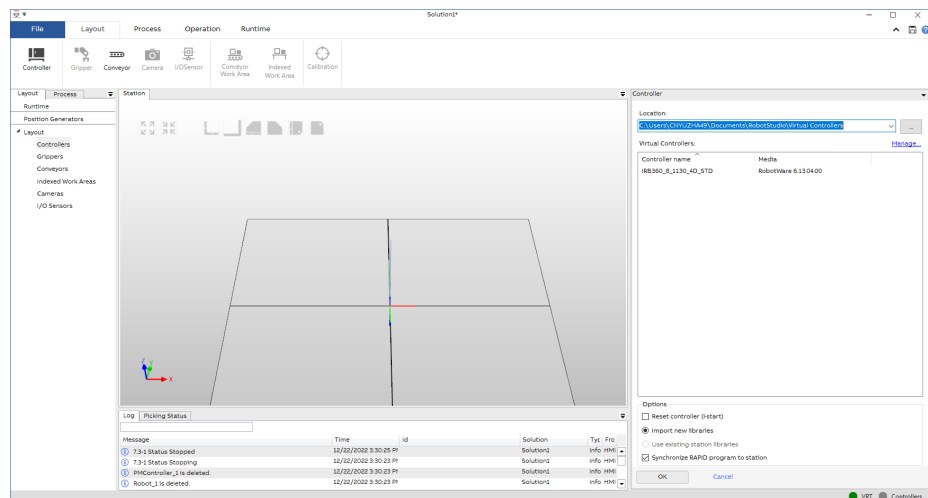 Solution1*
File Layout Process Operation Runtime
Controller Gripper Conveyor Camera I/OSensor Conveyor Work Area Indexed Work Area Calibration
Layout Process
Station
Controller
Runtime
Position Generators
Layout
Controllers
Grippers
Conveyors
Indexed Work Areas
Cameras
I/O Sensors
Z Y
X
Location:
C:\Users\CNYUZHA49\Documents\RobotStudio\Virtual Controllers
...
Virtual Controllers: Manage...
Controller name Media
IRB360_8_1130_4D_STD RobotWare 6.13.04.00
Options
Reset controller (I-start)
Import new libraries
Use existing station libraries
Synchronize RAPID program to station
OK Cancel
Log Picking Status
Message Time Id Solution Typ Fro
7.3-1 Status Stopped 12/22/2022 3:30:25 PM Solution1 Info HMI
7.3-1 Status Stopping 12/22/2022 3:30:23 PM Solution1 Info HMI
PMController_1 is deleted. 12/22/2022 3:30:23 PM Solution1 Info HMI
Robot_1 is deleted. 12/22/2022 3:30:23 PM Solution1 Info HMI
VRT Controllers